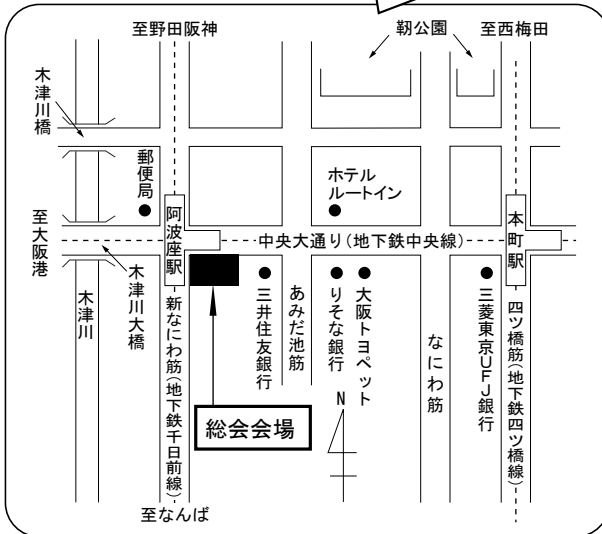 至野田阪神
靭公園
至西梅田
木津川橋
郵便局
ホテル
ルートイン
至大阪港
阿波座駅
中央大通り(地下鉄中央線)
本町駅
木津川
木津川大橋
新なにわ筋(地下鉄千日前線)
三井住友銀行
あみだ池筋
りそな銀行
大阪トヨペット
なにわ筋
三菱東京UFJ銀行
四ツ橋筋(地下鉄四ツ橋線)
N
総会会場
至なんば